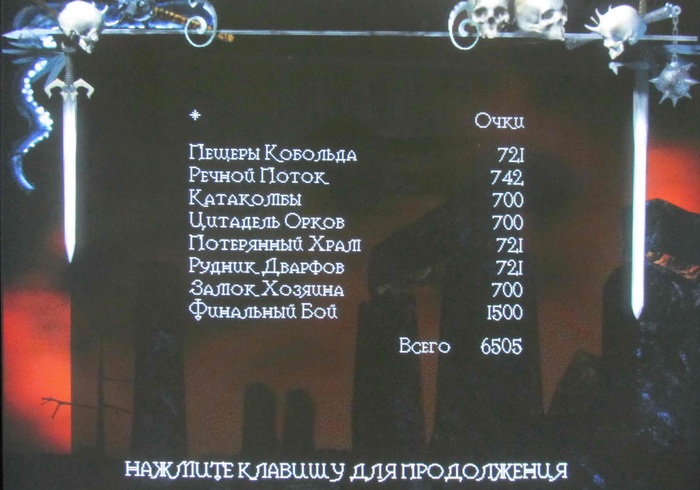 *
Очки
Пещеры Кобольда 721
Речной Поток 742
Катакомбы 700
Цитадель Орков 700
Потерянный Храм 721
Рудник Дварфов 721
Замок Хозяина 700
Финальный Бой 1500
Всего 6505
НАЖМИТЕ КЛАВИШУ ДЛЯ ПРОДОЛЖЕНИЯ